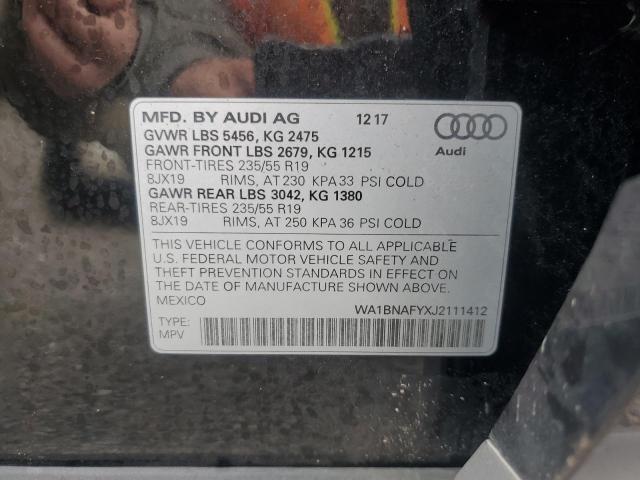 MFD. BY AUDI AG 12 17
GVWR LBS 5456, KG 2475
GAWR FRONT LBS 2679, KG 1215
FRONT-TIRES 235/55 R19
8JX19 RIMS, AT 230 KPA 33 PSI COLD
GAWR REAR LBS 3042, KG 1380
REAR-TIRES 235/55 R19
8JX19 RIMS, AT 250 KPA 36 PSI COLD
Audi
THIS VEHICLE CONFORMS TO ALL APPLICABLE
U.S. FEDERAL MOTOR VEHICLE SAFETY AND
THEFT PREVENTION STANDARDS IN EFFECT ON
THE DATE OF MANUFACTURE SHOWN ABOVE.
MEXICO
WA1BNAFYXJ2111412
TYPE:
MPV